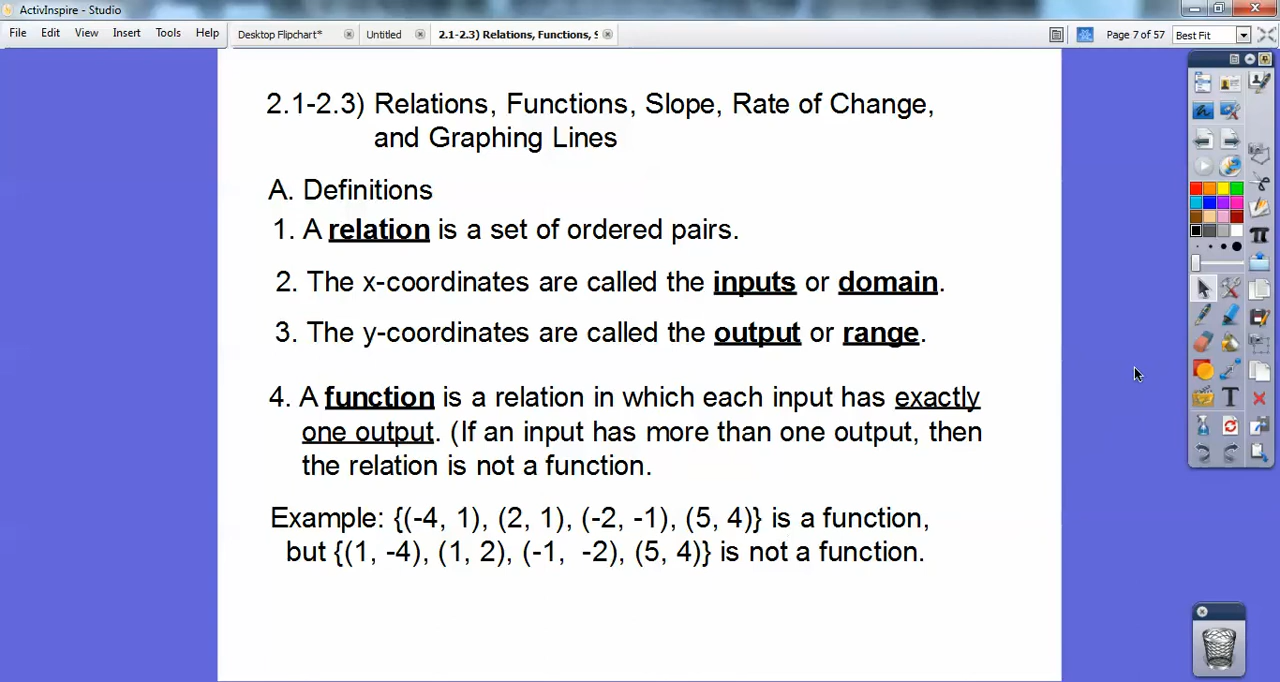 ActivInspire - Studio
File Edit View Insert Tools Help
Desktop Flipchart*
Untitled
2.1-2.3) Relations, Functions, S
Page 7 of 57
Best Fit
2.1-2.3) Relations, Functions, Slope, Rate of Change,
and Graphing Lines
A. Definitions
1. A relation is a set of ordered pairs.
2. The x-coordinates are called the inputs or domain.
3. The y-coordinates are called the output or range.
4. A function is a relation in which each input has exactly
one output. (If an input has more than one output, then
the relation is not a function.
Example: {(-4, 1), (2, 1), (-2, -1), (5, 4)} is a function,
but {(1, -4), (1, 2), (-1, -2), (5, 4)} is not a function.